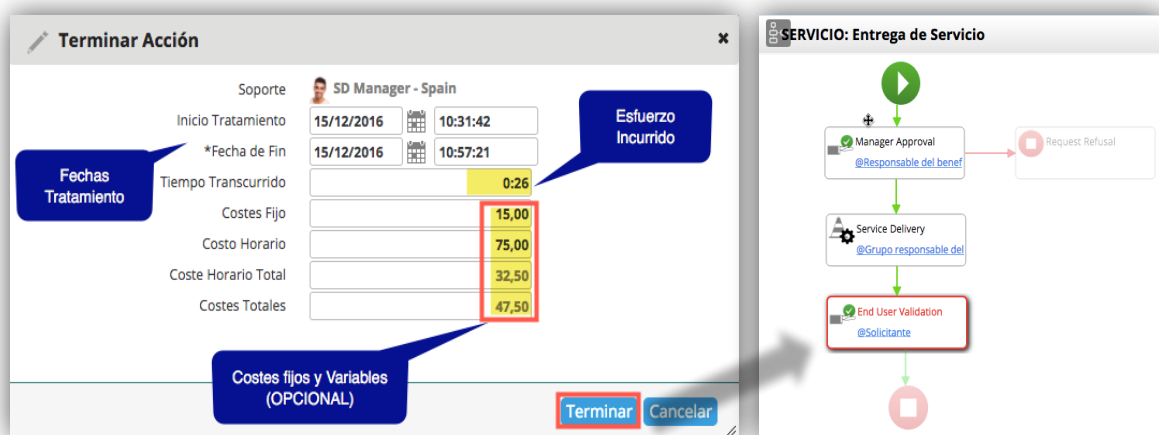 Terminar Acción
Soporte SD Manager - Spain
Inicio Tratamiento 15/12/2016 10:31:42
*Fecha de Fin 15/12/2016 10:57:21
Tiempo Transcurrido 0:26
Costes Fijo 15,00
Costo Horario 75,00
Coste Horario Total 32,50
Costes Totales 47,50
Fechas
Tratamiento
Esfuerzo
Incurrido
Costes fijos y Variables
(OPCIONAL)
Terminar Cancelar
SERVICIO: Entrega de Servicio
Manager Approval
@Responsable del benef
Request Refusal
Service Delivery
@Grupo responsable del
End User Validation
@Solicitante